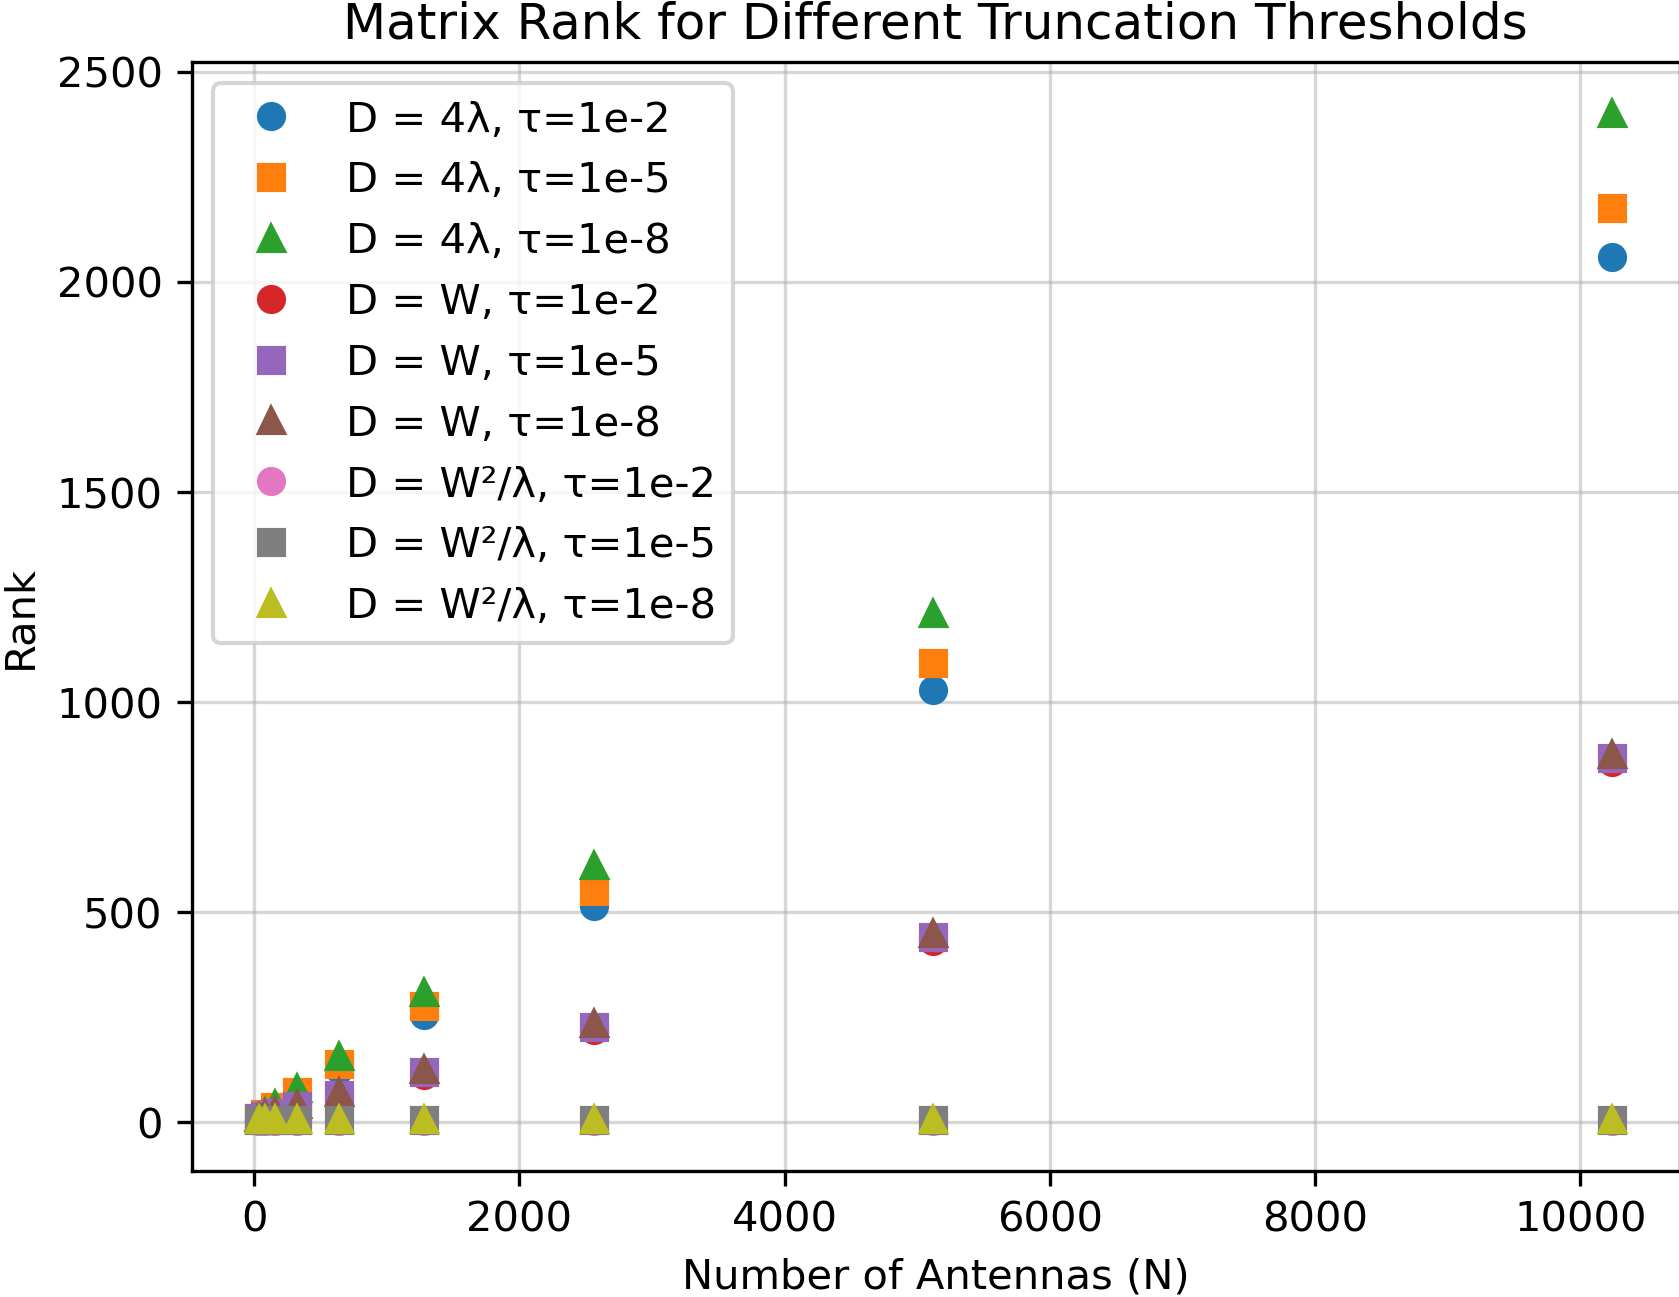 Matrix Rank for Different Truncation Thresholds
2500
2000
1500
1000
500
0
Rank
D = 4λ, τ=1e-2
D = 4λ, τ=1e-5
D = 4λ, τ=1e-8
D = W, τ=1e-2
D = W, τ=1e-5
D = W, τ=1e-8
D = W²/λ, τ=1e-2
D = W²/λ, τ=1e-5
D = W²/λ, τ=1e-8
0 2000 4000 6000 8000 10000
Number of Antennas (N)